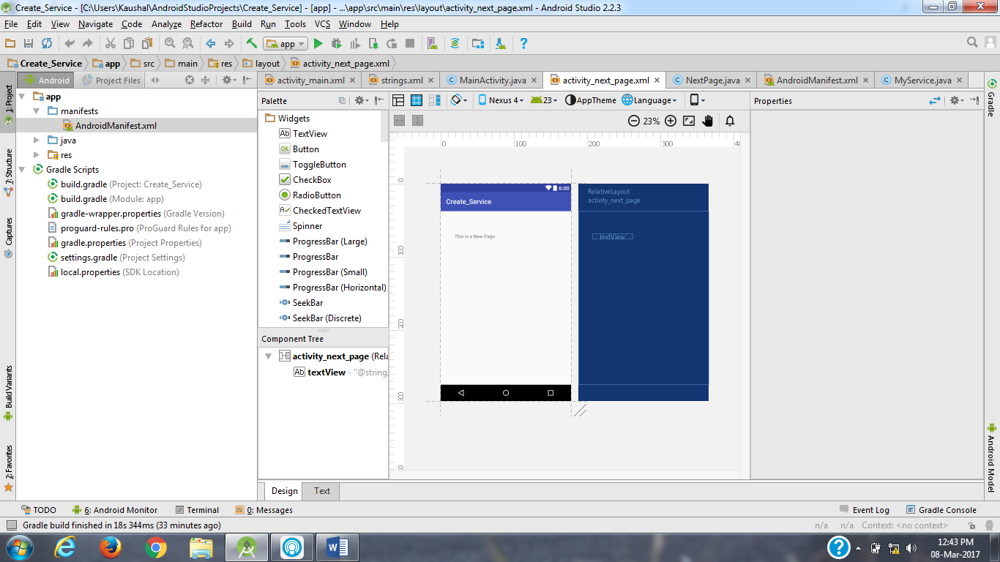 Create_Service - [C:\Users\Kaushal\AndroidStudioProjects\Create_Service] - [app] - ...\app\src\main\res\layout\activity_next_page.xml - Android Studio 2.2.3
File Edit View Navigate Code Analyze Refactor Build Run Tools VCS Window Help
app
Create_Service app src main res layout activity_next_page.xml
Android Project Files
activity_main.xml strings.xml MainActivity.java activity_next_page.xml NextPage.java AndroidManifest.xml MyService.java
1: Project
7: Structure
Captures
Build Variants
2: Favorites
app
manifests
AndroidManifest.xml
java
res
Gradle Scripts
build.gradle (Project: Create_Service)
build.gradle (Module: app)
gradle-wrapper.properties (Gradle Version)
proguard-rules.pro (ProGuard Rules for app)
gradle.properties (Project Properties)
settings.gradle (Project Settings)
local.properties (SDK Location)
Palette
Widgets
Ab TextView
OK Button
ToggleButton
CheckBox
RadioButton
A CheckedTextView
Spinner
ProgressBar (Large)
ProgressBar
ProgressBar (Small)
ProgressBar (Horizontal)
SeekBar
SeekBar (Discrete)
Component Tree
activity_next_page (Rela
Ab textView - "@string,
Nexus 4 23 AppTheme Language
23%
0 100 200 300 40
0
100
200
300
6:00
Create_Service
This is a New Page
RelativeLayout
activity_next_page
textView
Properties
Gradle
Android Model
Design Text
TODO 6: Android Monitor Terminal 0: Messages Event Log Gradle Console
Gradle build finished in 18s 344ms (33 minutes ago) n/a n/a Context: <no context>
W
?
12:43 PM
08-Mar-2017